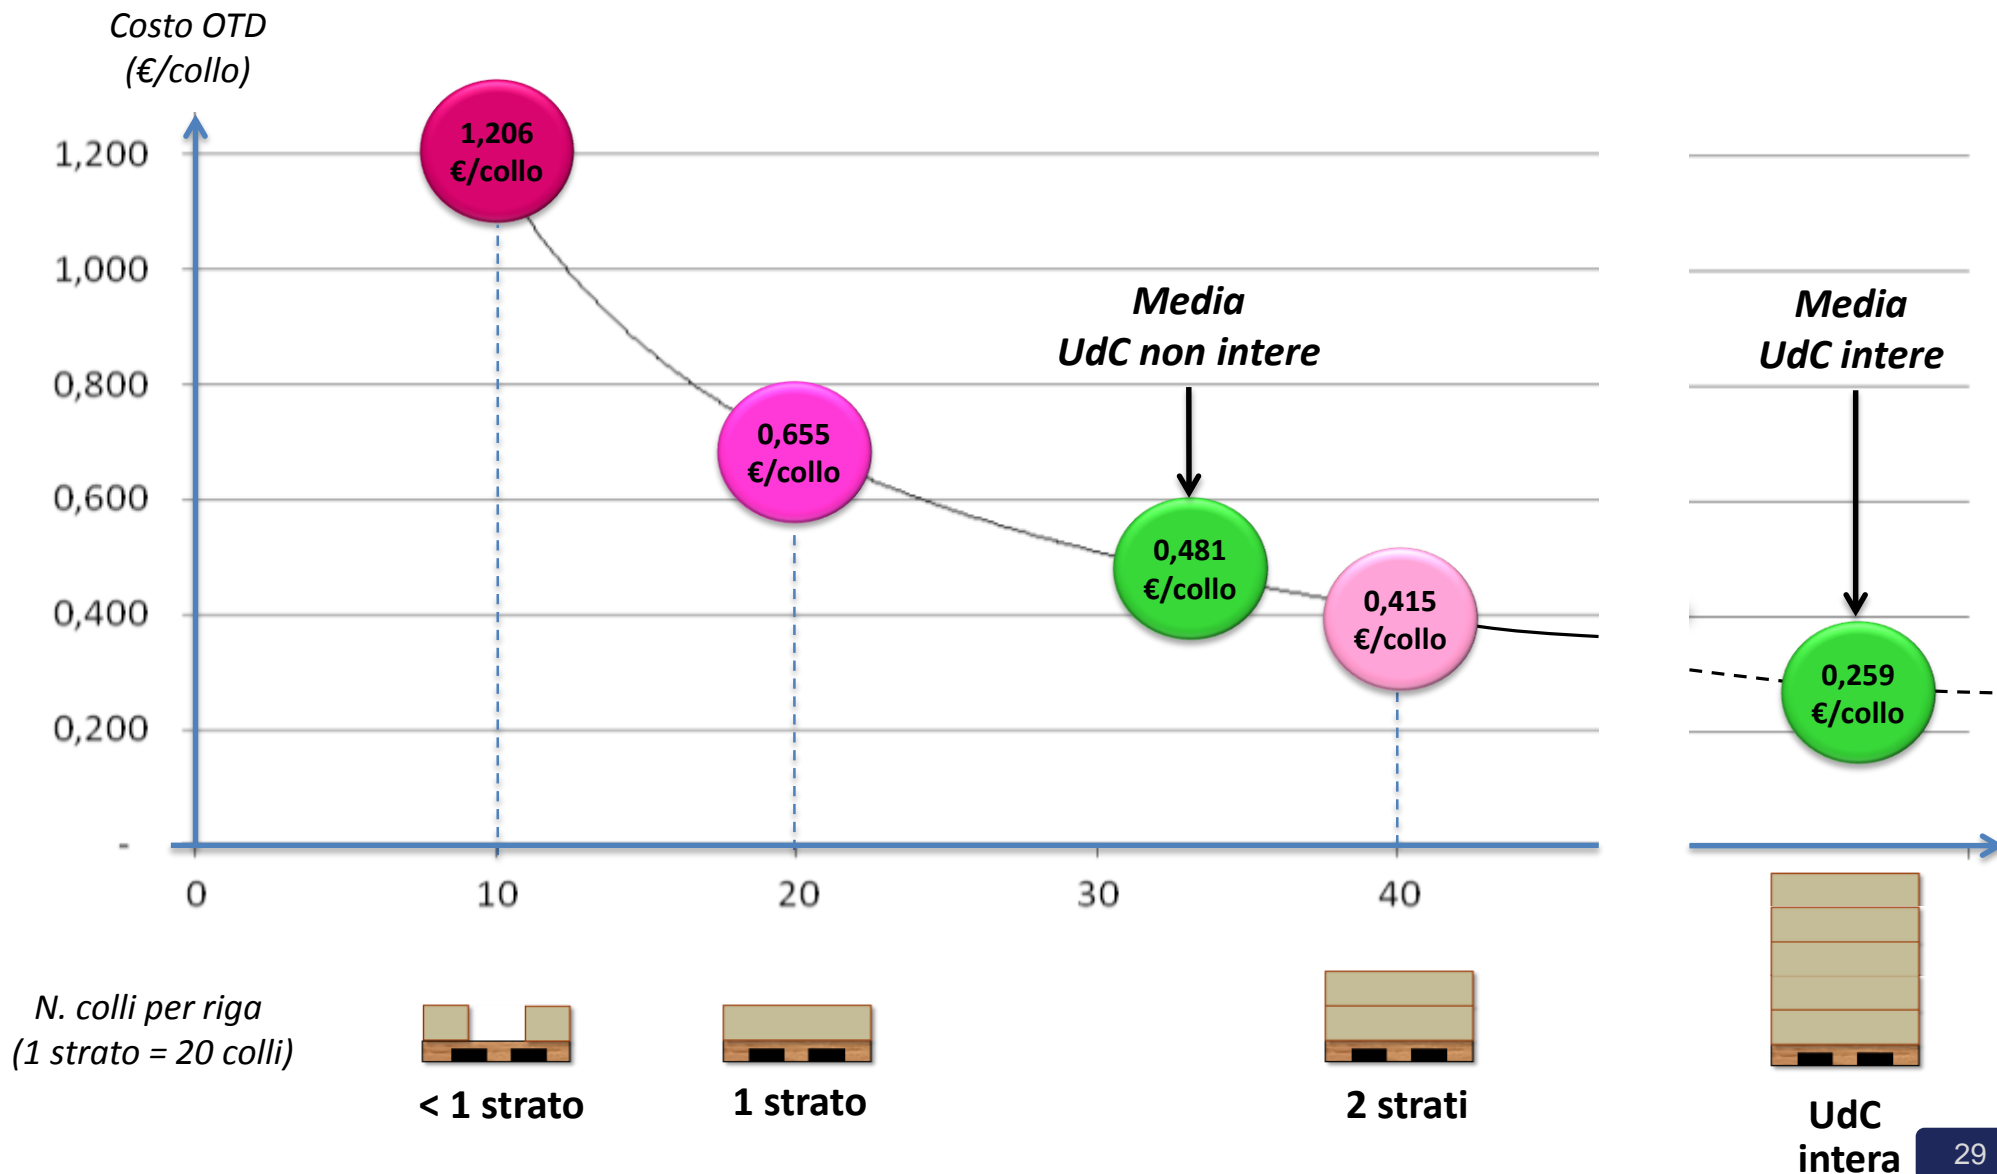 Costo OTD
(€/collo)
1,200
1,000
0,800
0,600
0,400
0,200
-
1,206
€/collo
0,655
€/collo
Media
UdC non intere
0,481
€/collo
0,415
€/collo
Media
UdC intere
0,259
€/collo
0
10
20
30
40
N. colli per riga
(1 strato = 20 colli)
< 1 strato
1 strato
2 strati
UdC
intera
29